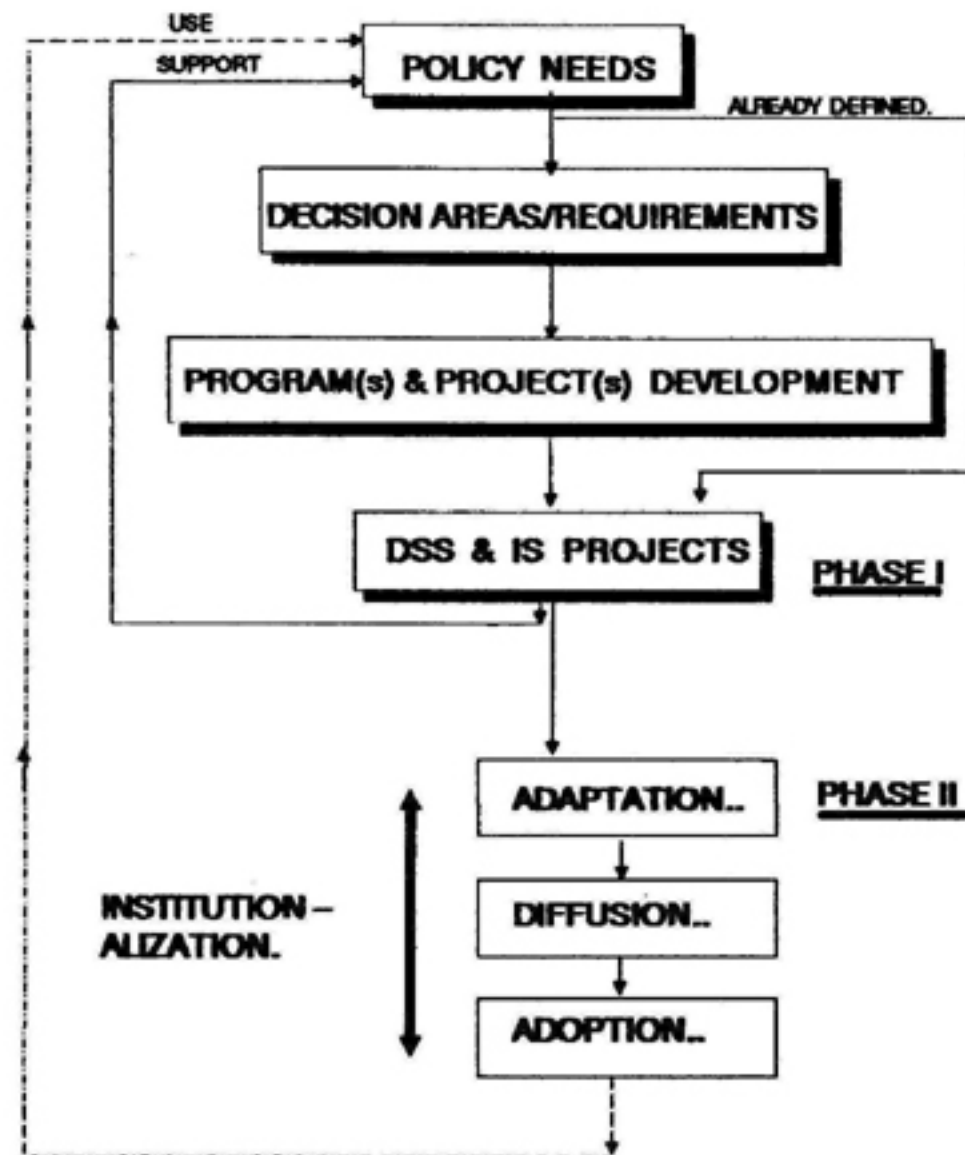 USE
SUPPORT
POLICY NEEDS
ALREADY DEFINED.
DECISION AREAS/REQUIREMENTS
PROGRAM(s) & PROJECT(s) DEVELOPMENT
DSS & IS PROJECTS
PHASE I
ADAPTATION..
PHASE II
DIFFUSION..
INSTITUTION –
ALIZATION.
ADOPTION..